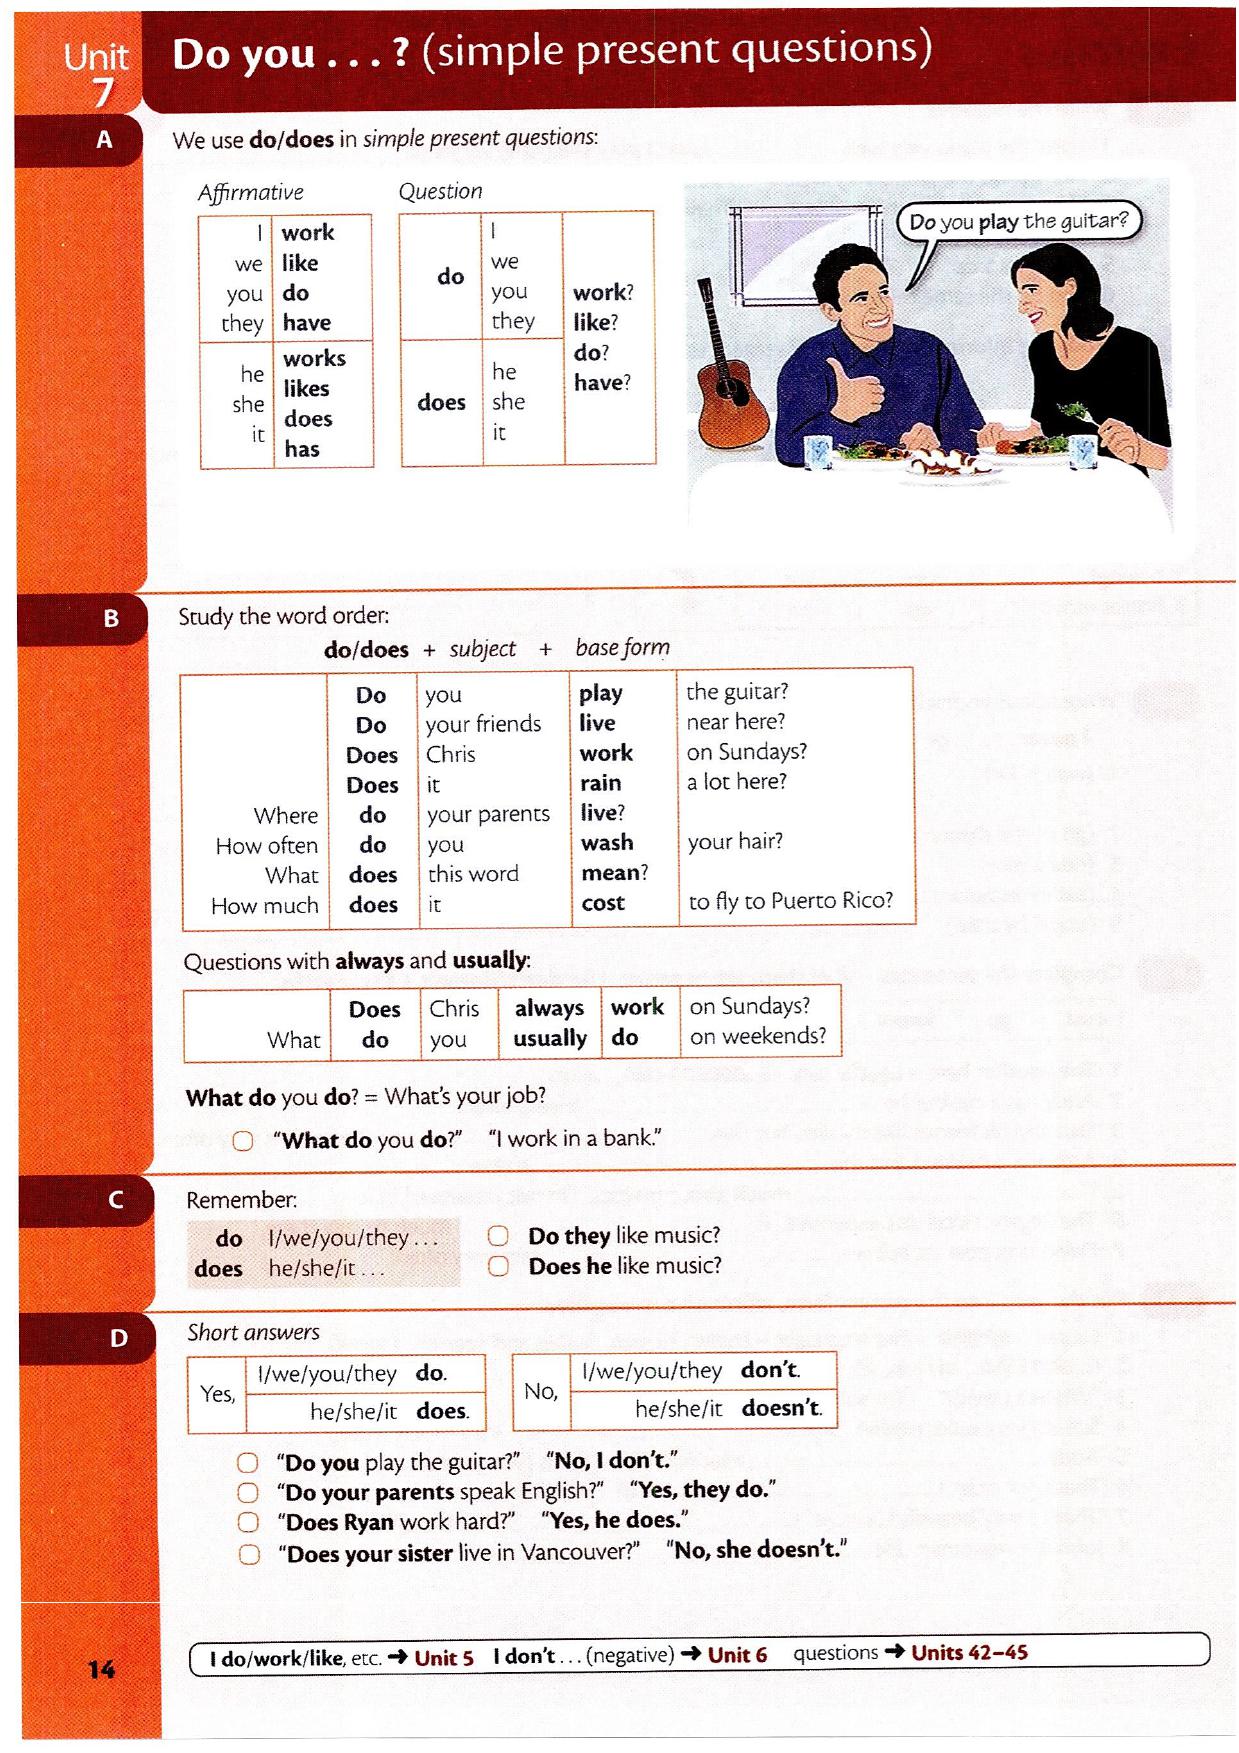 Unit
7
Do you . . . ? (simple present questions)
A
We use do/does in simple present questions:
Affirmative
I work
we like
you do
they have
he
she
it
works
likes
does
has
Question
do
I
we
you
they
does
he
she
it
work?
like?
do?
have?
Do you play the guitar?
B
Study the word order:
do/does + subject + base form
Do you play the guitar?
Do your friends live near here?
Does Chris work on Sundays?
Does it rain a lot here?
Where do your parents live?
How often do you wash your hair?
What does this word mean?
How much does it cost to fly to Puerto Rico?
Questions with always and usually:
Does Chris always work on Sundays?
What do you usually do on weekends?
What do you do? = What's your job?
"What do you do?" "I work in a bank."
C
Remember:
do I/we/you/they . . .
does he/she/it . . .
Do they like music?
Does he like music?
D
Short answers
Yes,
I/we/you/they do.
he/she/it does.
No,
I/we/you/they don't.
he/she/it doesn't.
"Do you play the guitar?" "No, I don't."
"Do your parents speak English?" "Yes, they do."
"Does Ryan work hard?" "Yes, he does."
"Does your sister live in Vancouver?" "No, she doesn't."
14
I do/work/like, etc. ➜ Unit 5 I don't . . . (negative) ➜ Unit 6 questions ➜ Units 42–45